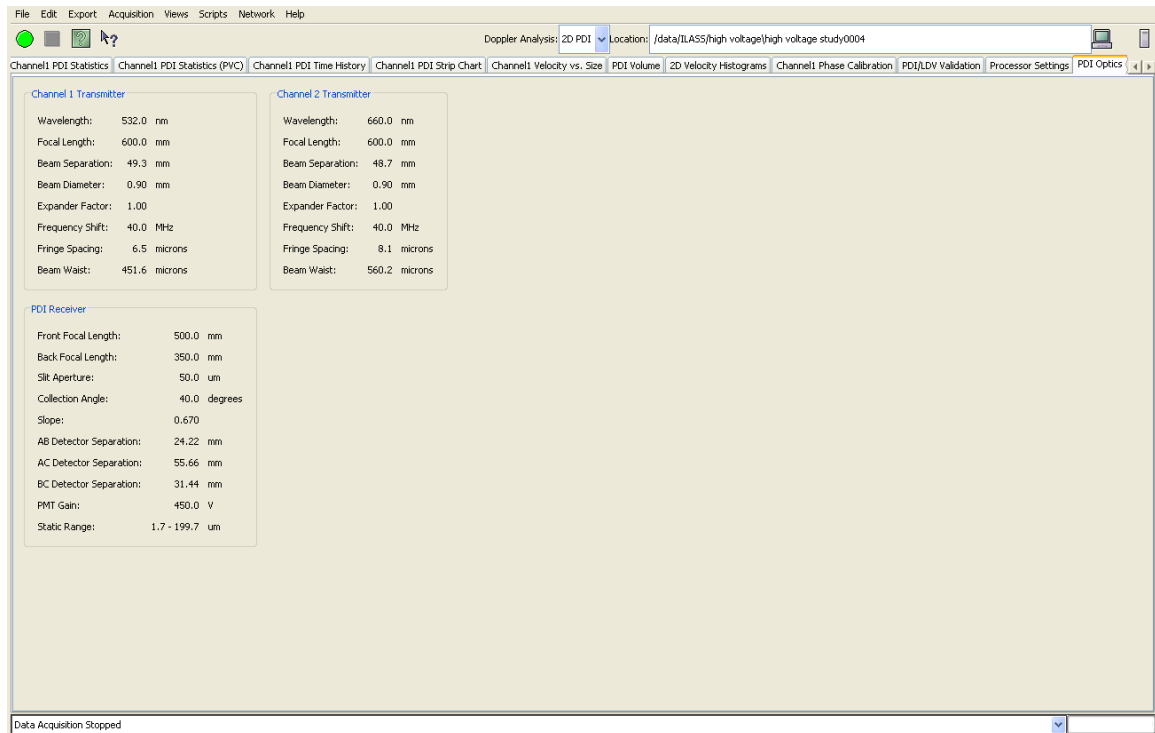 File Edit Export Acquisition Views Scripts Network Help
Doppler Analysis: 2D PDI Location: /data/ILASS/high voltage\high voltage study0004
Channel1 PDI Statistics Channel1 PDI Statistics (PVC) Channel1 PDI Time History Channel1 PDI Strip Chart Channel1 Velocity vs. Size PDI Volume 2D Velocity Histograms Channel1 Phase Calibration PDI/LDV Validation Processor Settings PDI Optics
Channel 1 Transmitter
Wavelength: 532.0 nm
Focal Length: 600.0 mm
Beam Separation: 49.3 mm
Beam Diameter: 0.90 mm
Expander Factor: 1.00
Frequency Shift: 40.0 MHz
Fringe Spacing: 6.5 microns
Beam Waist: 451.6 microns
Channel 2 Transmitter
Wavelength: 660.0 nm
Focal Length: 600.0 mm
Beam Separation: 48.7 mm
Beam Diameter: 0.90 mm
Expander Factor: 1.00
Frequency Shift: 40.0 MHz
Fringe Spacing: 8.1 microns
Beam Waist: 560.2 microns
PDI Receiver
Front Focal Length: 500.0 mm
Back Focal Length: 350.0 mm
Slit Aperture: 50.0 um
Collection Angle: 40.0 degrees
Slope: 0.670
AB Detector Separation: 24.22 mm
AC Detector Separation: 55.66 mm
BC Detector Separation: 31.44 mm
PMT Gain: 450.0 V
Static Range: 1.7 - 199.7 um
Data Acquisition Stopped